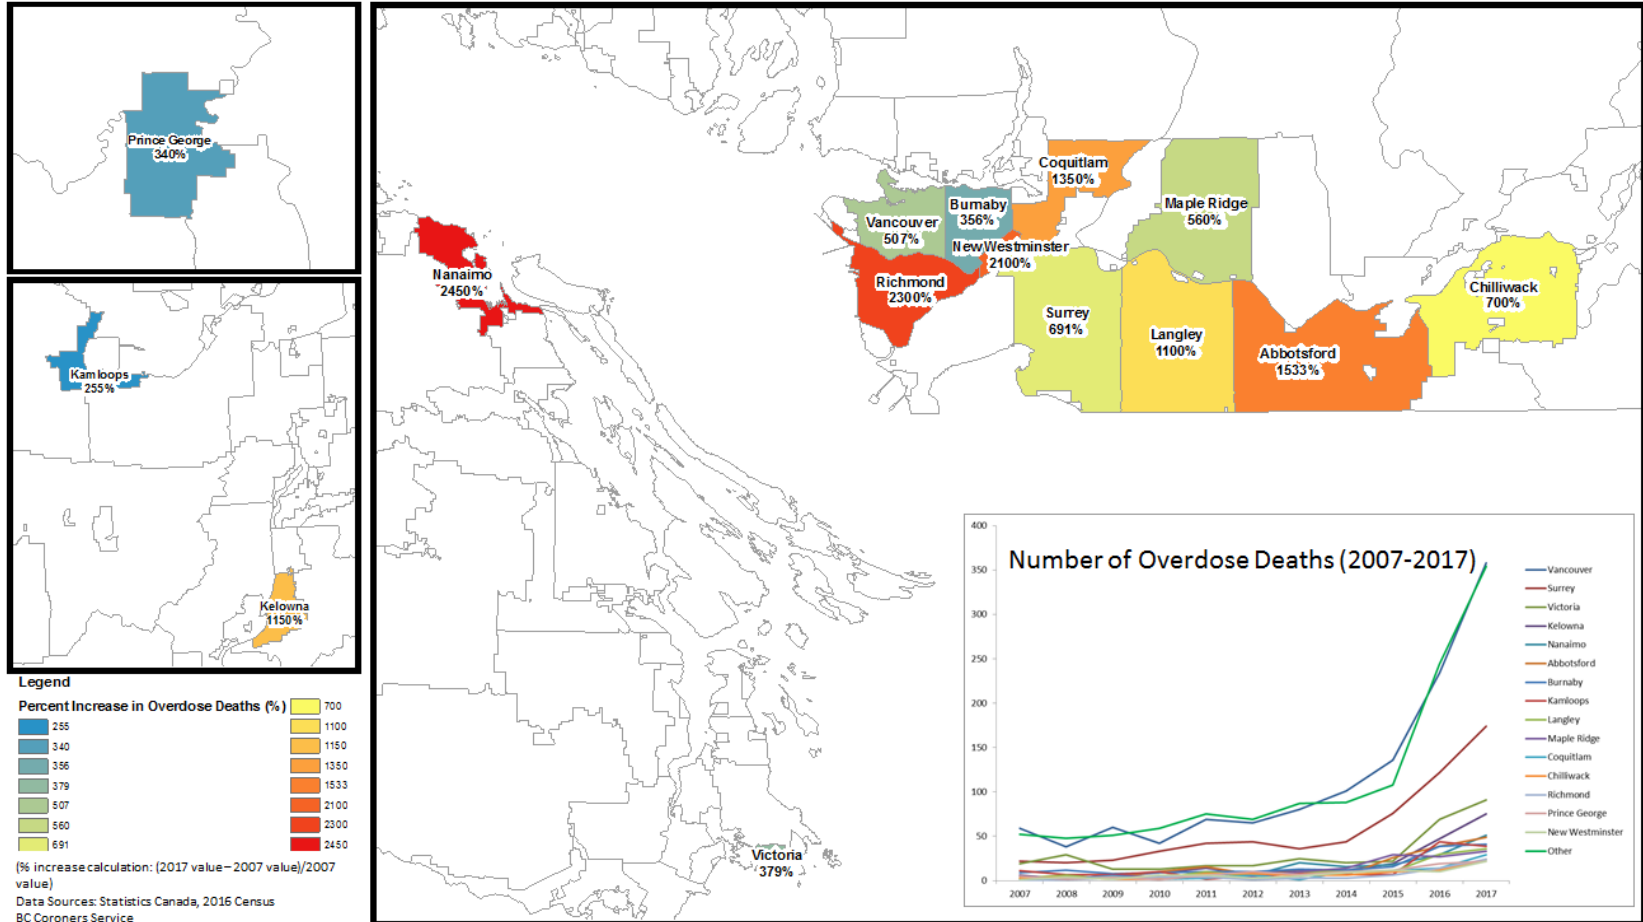 Prince George
340%
Kamloops
255%
Kelowna
1150%
Legend
Percent Increase in Overdose Deaths (%)
255
340
356
379
507
560
691
700
1100
1150
1350
1533
2100
2300
2450
(% increase calculation: (2017 value – 2007 value)/2007
value)
Data Sources: Statistics Canada, 2016 Census
BC Coroners Service
Nanaimo
2450%
Vancouver
507%
Burnaby
356%
Coquitlam
1350%
New Westminster
2100%
Richmond
2300%
Maple Ridge
560%
Surrey
691%
Langley
1100%
Abbotsford
1533%
Chilliwack
700%
Victoria
379%
Number of Overdose Deaths (2007-2017)
400
350
300
250
200
150
100
50
0
2007 2008 2009 2010 2011 2012 2013 2014 2015 2016 2017
Vancouver
Surrey
Victoria
Kelowna
Nanaimo
Abbotsford
Burnaby
Kamloops
Langley
Maple Ridge
Coquitlam
Chilliwack
Richmond
Prince George
New Westminster
Other